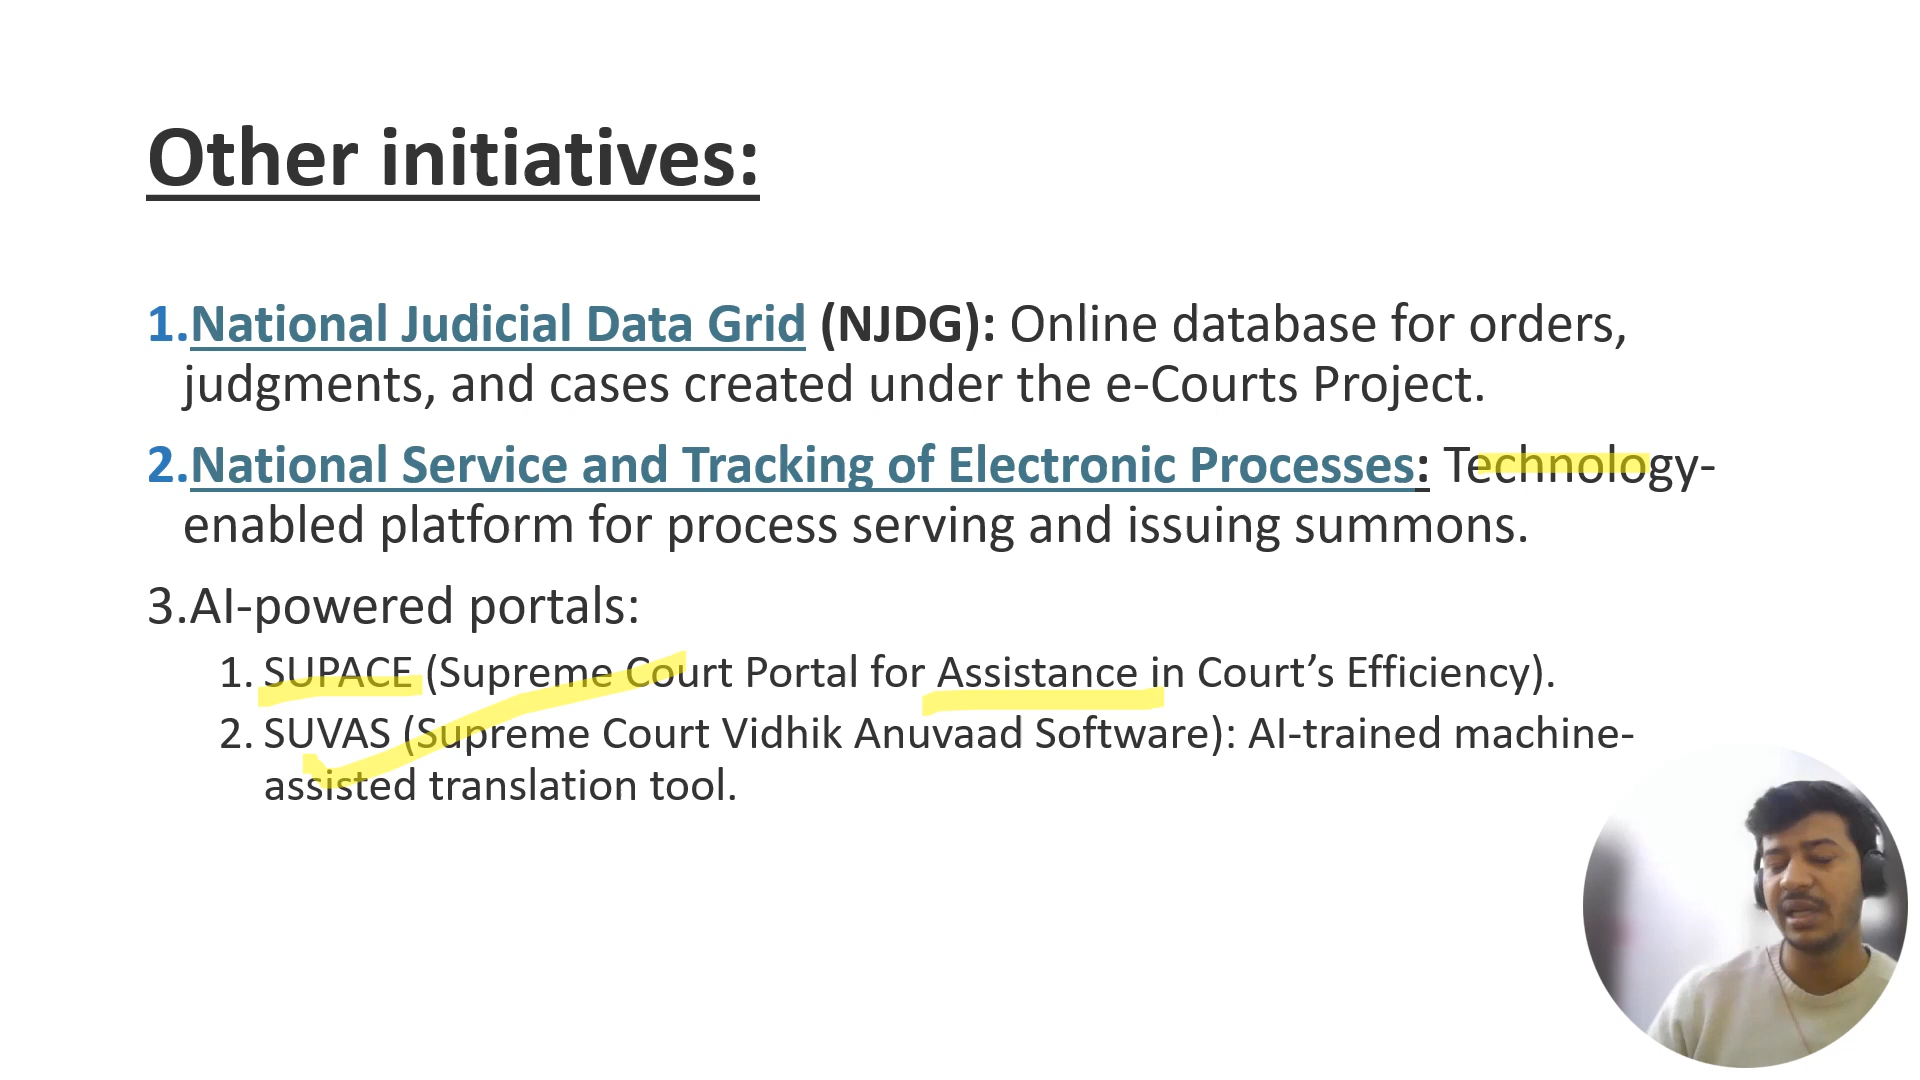 Other initiatives:
1.National Judicial Data Grid (NJDG): Online database for orders,
judgments, and cases created under the e-Courts Project.
2.National Service and Tracking of Electronic Processes: Technology-
enabled platform for process serving and issuing summons.
3.AI-powered portals:
1. SUPACE (Supreme Court Portal for Assistance in Court’s Efficiency).
2. SUVAS (Supreme Court Vidhik Anuvaad Software): AI-trained machine-
assisted translation tool.